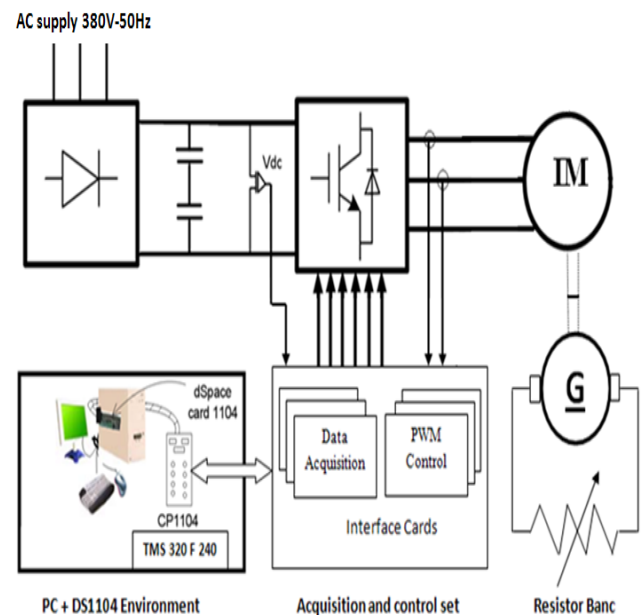 AC supply 380V-50Hz
Vdc
IM
dSpace
card 1104
CP1104
TMS 320 F 240
Data
Acquisition
PWM
Control
Interface Cards
G
PC + DS1104 Environment
Acquisition and control set
Resistor Banc